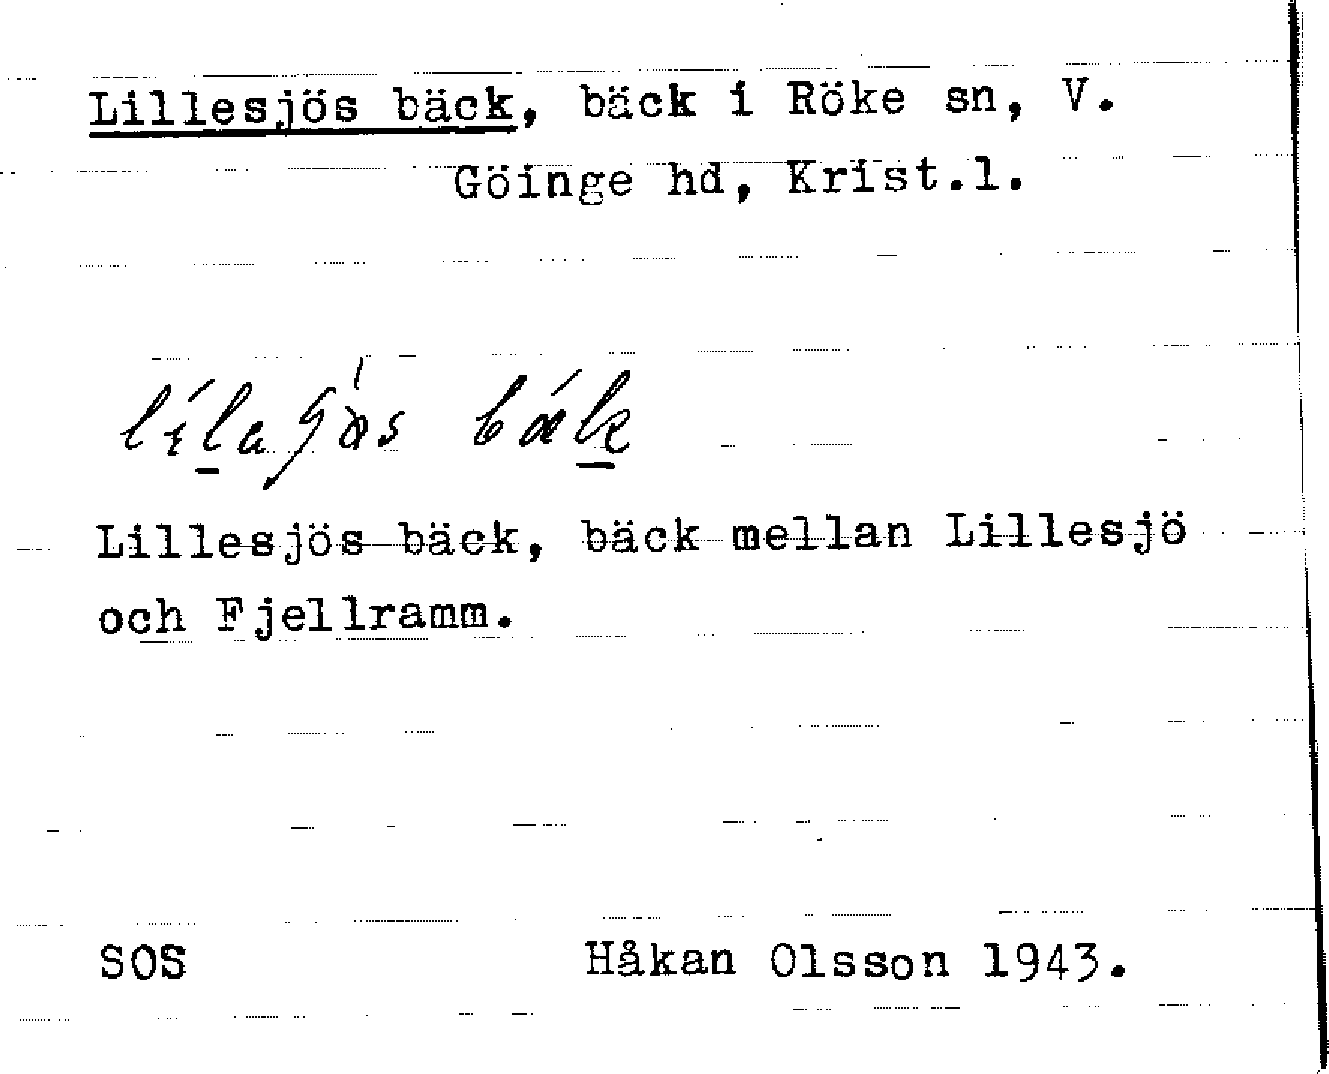 Lillesjös bäck, bäck i Röke sn, V.
Göinge hd, Krist.l.
Lillesjös bäck, bäck mellan Lillesjö
och Fjellramm.
SOS Håkan Olsson 1943.